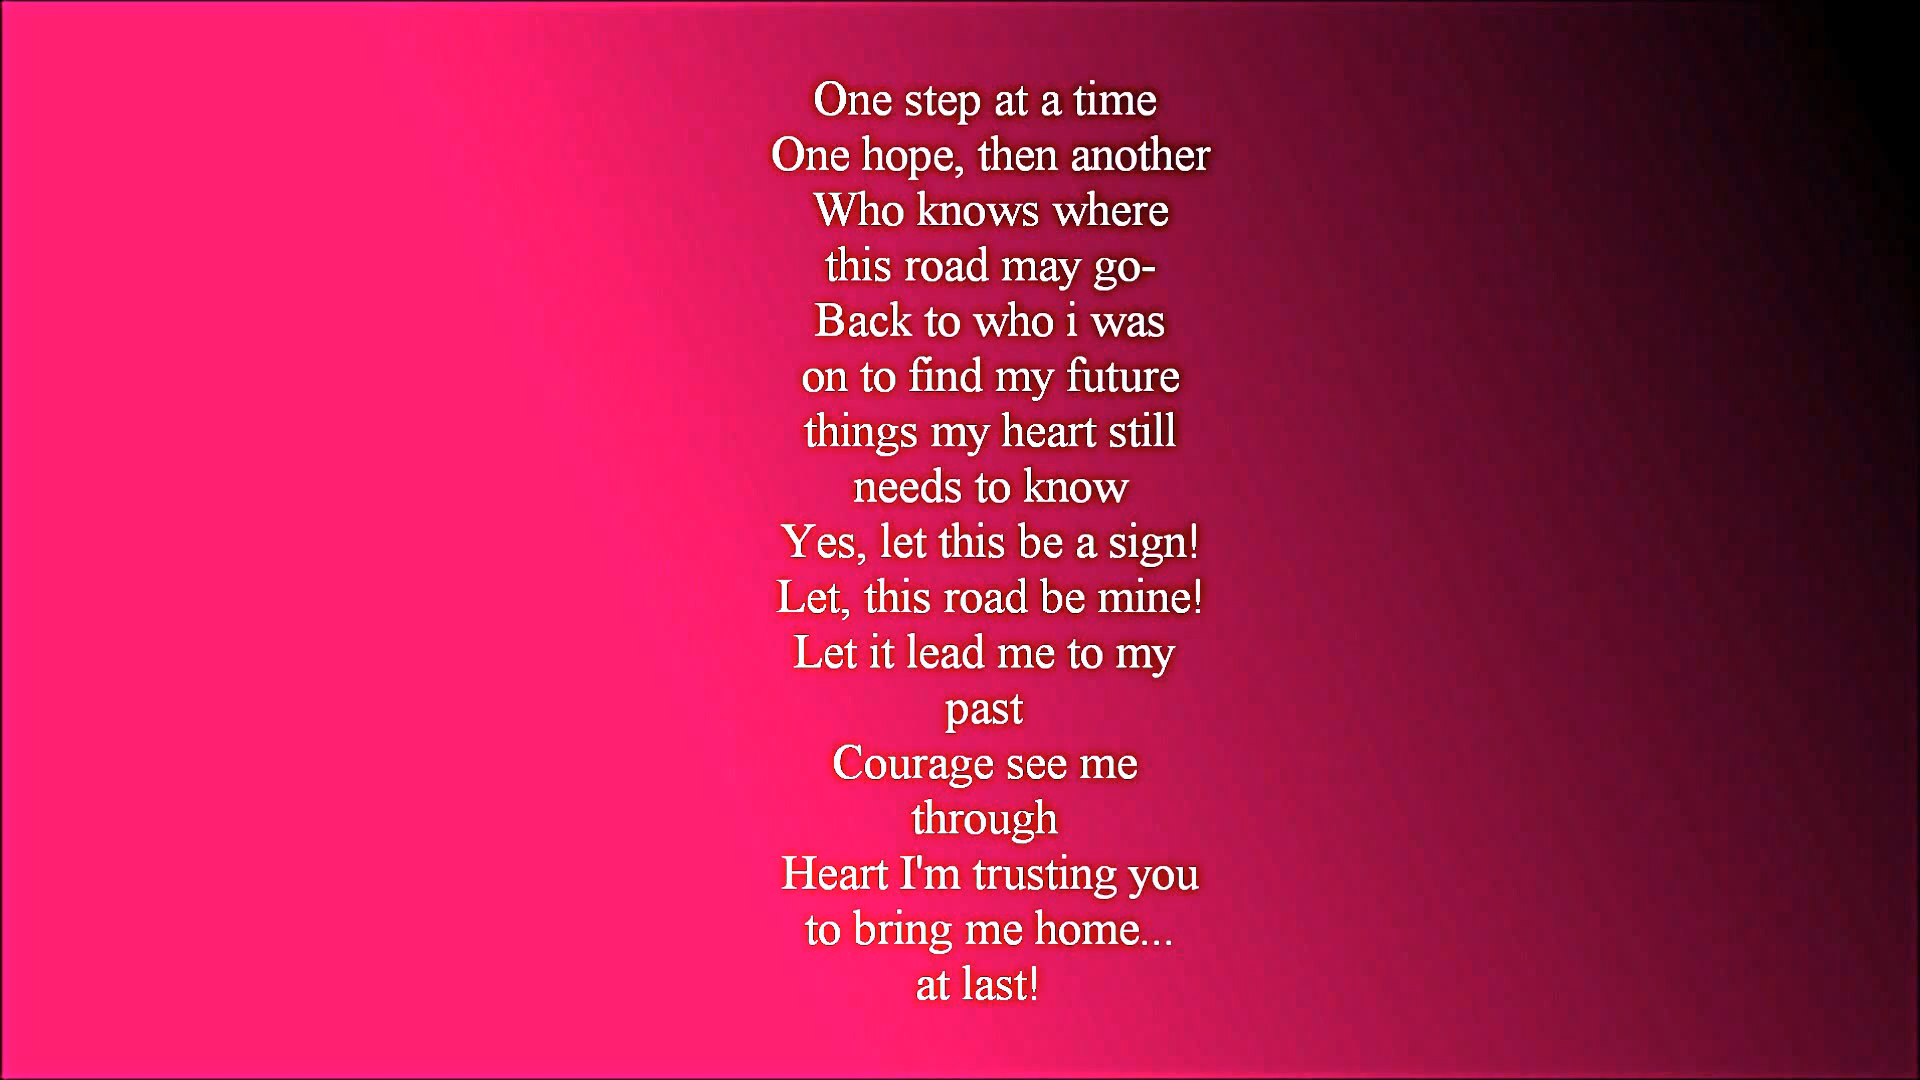 One step at a time
One hope, then another
Who knows where
this road may go-
Back to who i was
on to find my future
things my heart still
needs to know
Yes, let this be a sign!
Let, this road be mine!
Let it lead me to my
past
Courage see me
through
Heart I'm trusting you
to bring me home...
at last!